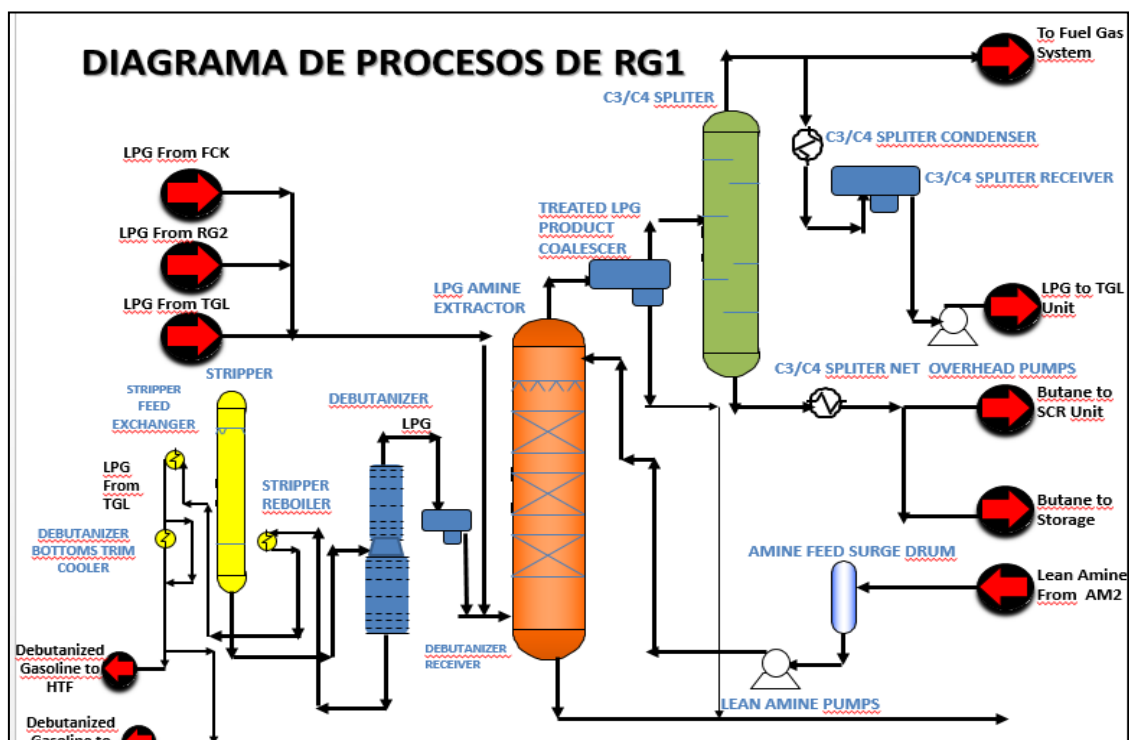 DIAGRAMA DE PROCESOS DE RG1
To Fuel Gas
System
C3/C4 SPLITER
C3/C4 SPLITER CONDENSER
LPG From FCK
C3/C4 SPLITER RECEIVER
TREATED LPG
PRODUCT
COALESCER
LPG From RG2
LPG AMINE
EXTRACTOR
LPG From TGL
LPG to TGL
Unit
STRIPPER
C3/C4 SPLITER NET OVERHEAD PUMPS
STRIPPER
FEED
EXCHANGER
DEBUTANIZER
LPG
Butane to
SCR Unit
LPG
From
TGL
STRIPPER
REBOILER
Butane to
Storage
DEBUTANIZER
BOTTOMS TRIM
COOLER
AMINE FEED SURGE DRUM
Lean Amine
From AM2
Debutanized
Gasoline to
HTF
DEBUTANIZER
RECEIVER
LEAN AMINE PUMPS
Debutanized
Gasoline to